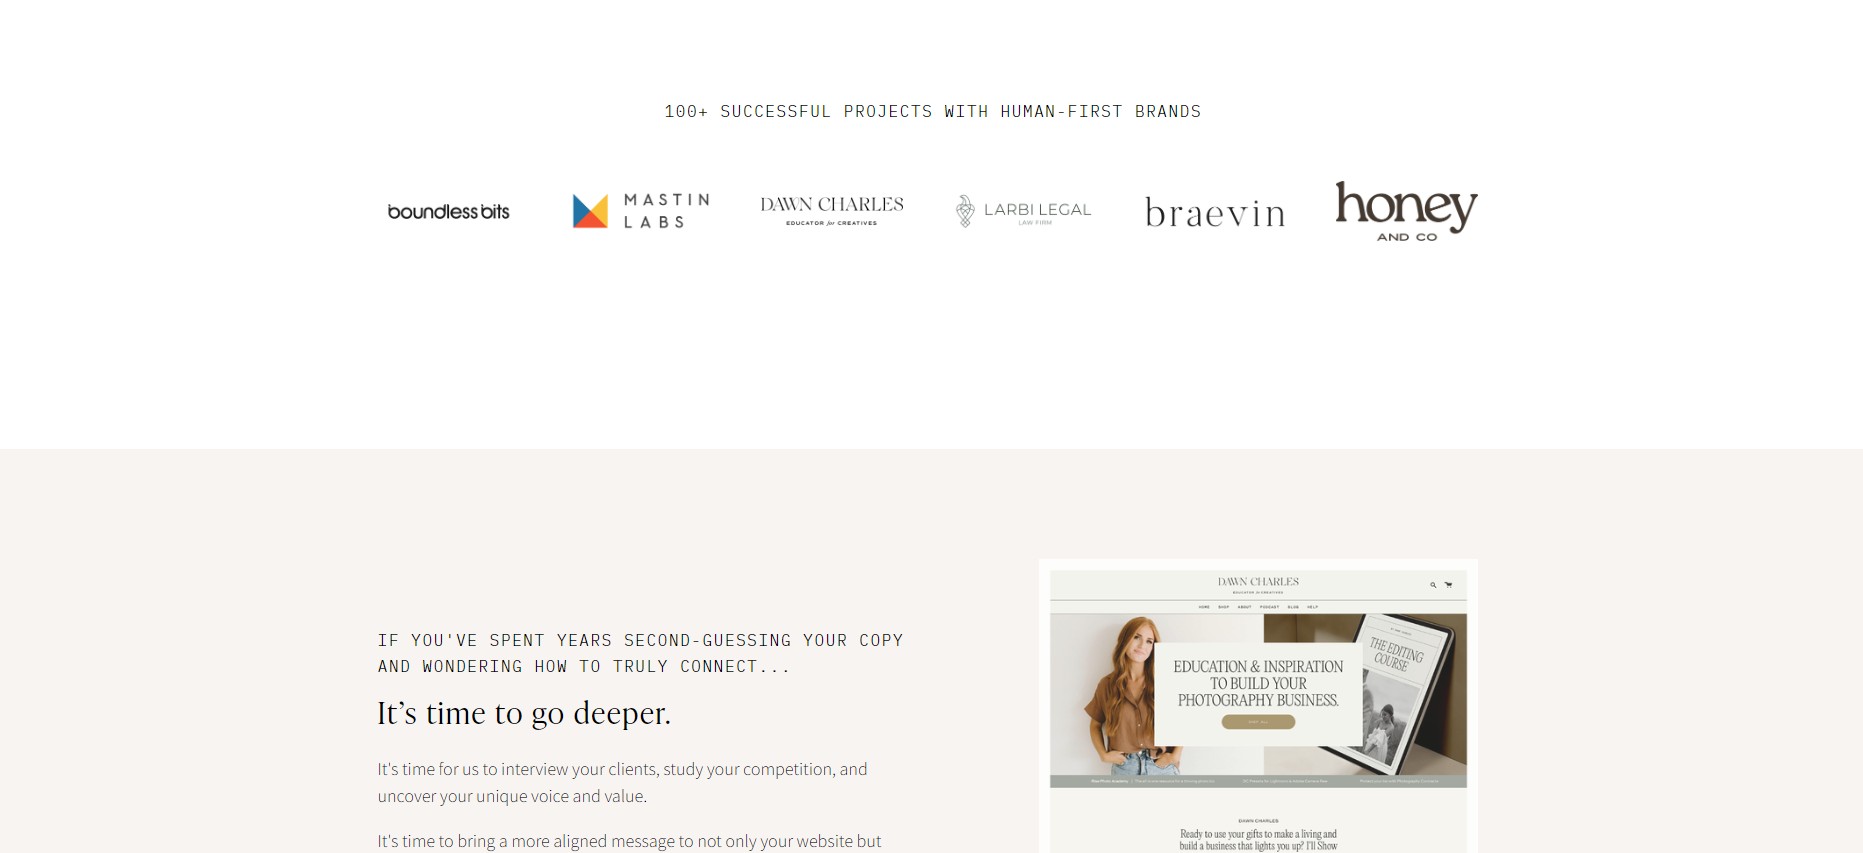 100+ SUCCESSFUL PROJECTS WITH HUMAN-FIRST BRANDS
boundless bits
MASTIN
LABS
DAWN CHARLES
EDUCATOR for CREATIVES
LARBI LEGAL
LAW FIRM
braevin
honey
AND CO
IF YOU'VE SPENT YEARS SECOND-GUESSING YOUR COPY
AND WONDERING HOW TO TRULY CONNECT...
It’s time to go deeper.
It's time for us to interview your clients, study your competition, and
uncover your unique voice and value.
It's time to bring a more aligned message to not only your website but
DAWN CHARLES
EDUCATOR for CREATIVES
HOME SHOP ABOUT PODCAST BLOG HELP
EDUCATION & INSPIRATION
TO BUILD YOUR
PHOTOGRAPHY BUSINESS.
THE EDITING
COURSE
DAWN CHARLES
Ready to use your gifts to make a living and
build a business that lights you up? I'll Show